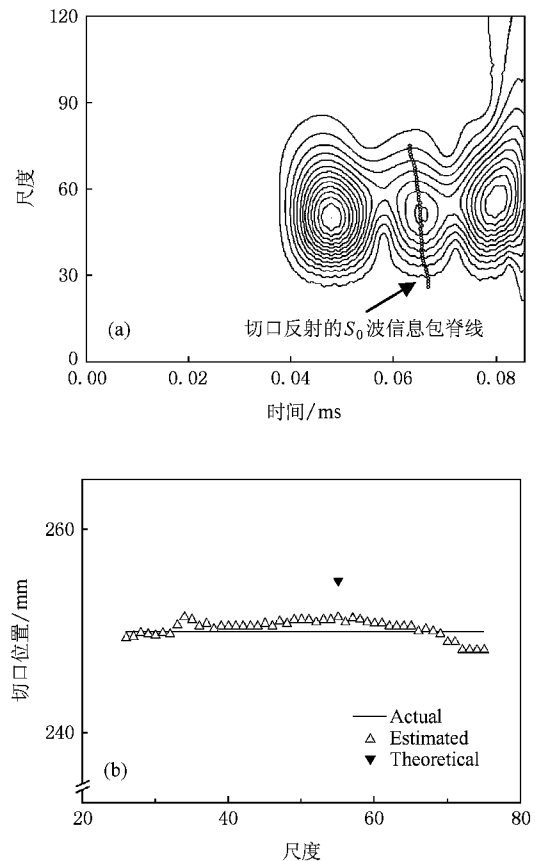 120
90
尺度
60
30
0
(a)
切口反射的S₀波信息包脊线
0.00 0.02 0.04 0.06 0.08
时间/ms
260
切口位置/mm
240
Actual
Estimated
Theoretical
(b)
20 40 60 80
尺度